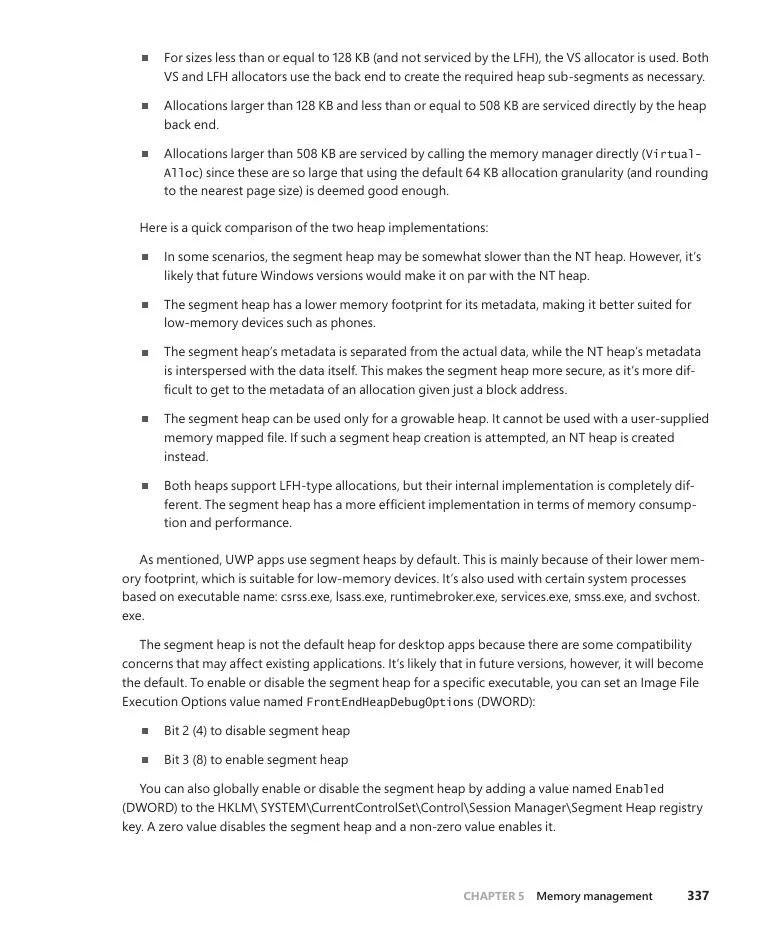 ■ For sizes less than or equal to 128 KB (and not serviced by the LFH), the VS allocator is used. Both
VS and LFH allocators use the back end to create the required heap sub-segments as necessary.
■ Allocations larger than 128 KB and less than or equal to 508 KB are serviced directly by the heap
back end.
■ Allocations larger than 508 KB are serviced by calling the memory manager directly (Virtual-
Alloc) since these are so large that using the default 64 KB allocation granularity (and rounding
to the nearest page size) is deemed good enough.
Here is a quick comparison of the two heap implementations:
■ In some scenarios, the segment heap may be somewhat slower than the NT heap. However, it's
likely that future Windows versions would make it on par with the NT heap.
■ The segment heap has a lower memory footprint for its metadata, making it better suited for
low-memory devices such as phones.
■ The segment heap's metadata is separated from the actual data, while the NT heap's metadata
is interspersed with the data itself. This makes the segment heap more secure, as it's more dif-
ficult to get to the metadata of an allocation given just a block address.
■ The segment heap can be used only for a growable heap. It cannot be used with a user-supplied
memory mapped file. If such a segment heap creation is attempted, an NT heap is created
instead.
■ Both heaps support LFH-type allocations, but their internal implementation is completely dif-
ferent. The segment heap has a more efficient implementation in terms of memory consump-
tion and performance.
As mentioned, UWP apps use segment heaps by default. This is mainly because of their lower mem-
ory footprint, which is suitable for low-memory devices. It's also used with certain system processes
based on executable name: csrss.exe, lsass.exe, runtimebroker.exe, services.exe, smss.exe, and svchost.
exe.
The segment heap is not the default heap for desktop apps because there are some compatibility
concerns that may affect existing applications. It's likely that in future versions, however, it will become
the default. To enable or disable the segment heap for a specific executable, you can set an Image File
Execution Options value named FrontEndHeapDebugOptions (DWORD):
■ Bit 2 (4) to disable segment heap
■ Bit 3 (8) to enable segment heap
You can also globally enable or disable the segment heap by adding a value named Enabled
(DWORD) to the HKLM\ SYSTEM\CurrentControlSet\Control\Session Manager\Segment Heap registry
key. A zero value disables the segment heap and a non-zero value enables it.
CHAPTER 5 Memory management 337